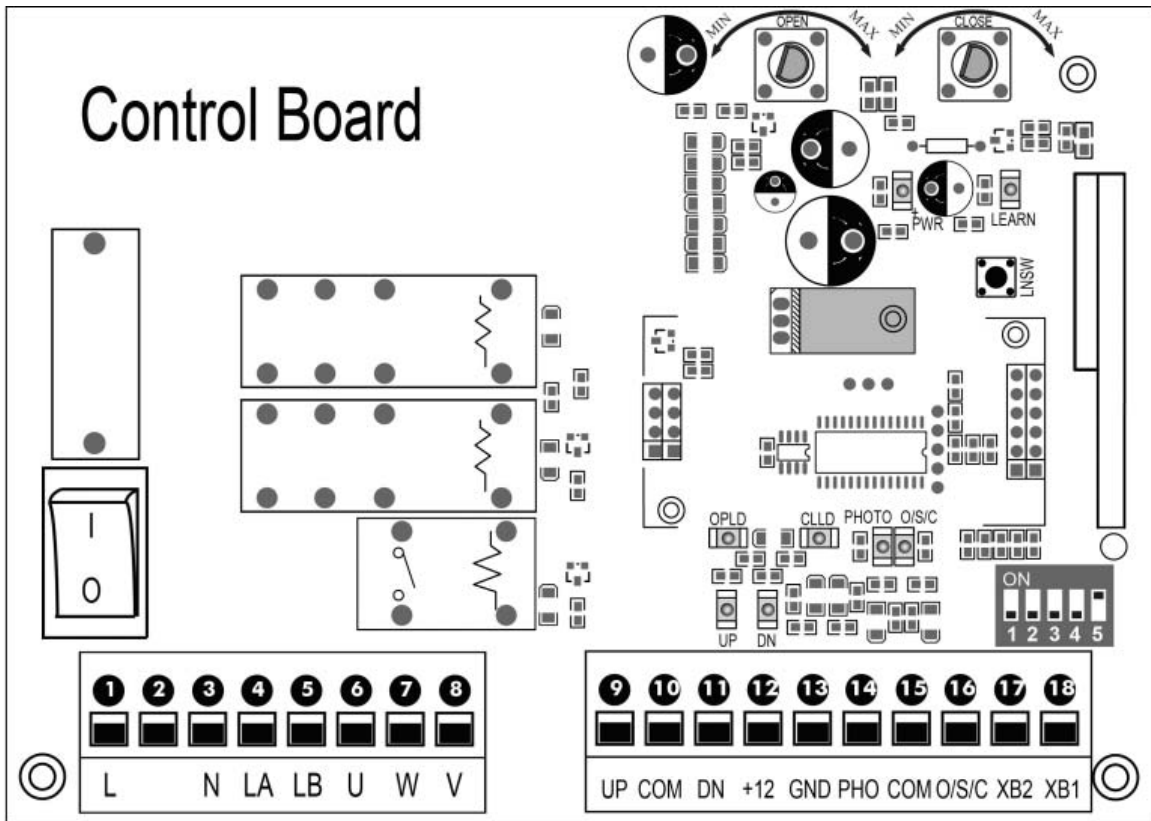 MIN OPEN MAX MIN CLOSE MAX
Control Board
+
PWR LEARN
LNSW
OPLD CLLD PHOTO O/S/C
ON
1 2 3 4 5
UP DN
I
O
1 2 3 4 5 6 7 8
L N LA LB U W V
9 10 11 12 13 14 15 16 17 18
UP COM DN +12 GND PHO COM O/S/C XB2 XB1